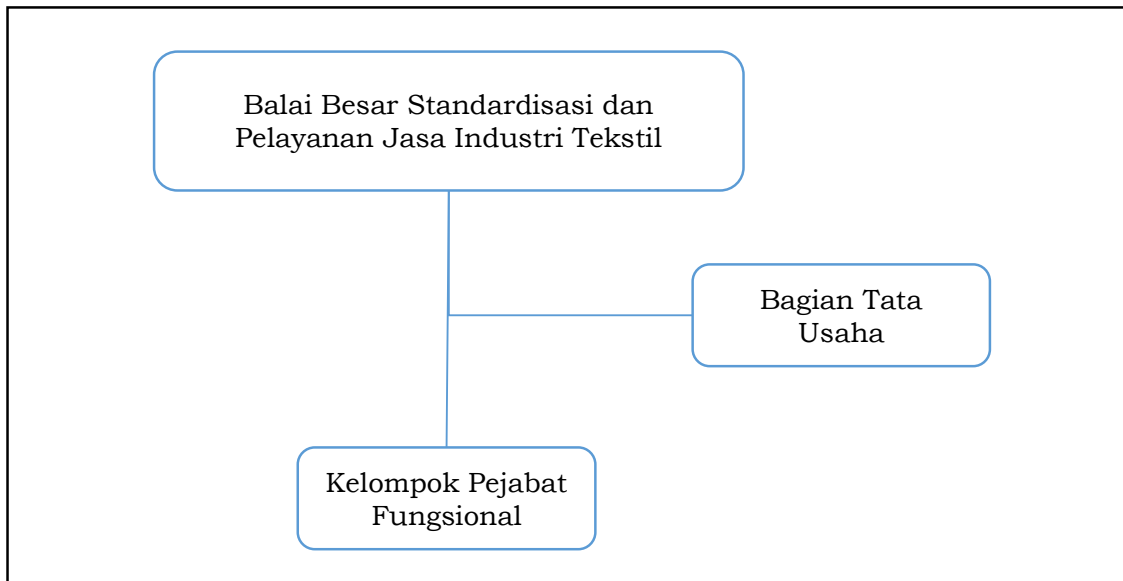 Balai Besar Standardisasi dan
Pelayanan Jasa Industri Tekstil
Bagian Tata
Usaha
Kelompok Pejabat
Fungsional